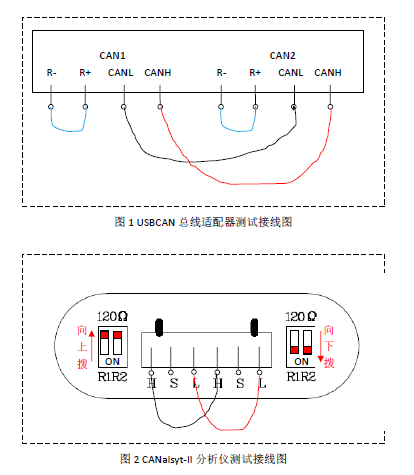 CAN1 CAN2
R- R+ CANL CANH R- R+ CANL CANH
图 1 USBCAN 总线适配器测试接线图
120Ω 120Ω
向上拨 向下拨
ON ON
R1R2 R1R2
H S L H S L
图 2 CANalsyt-II 分析仪测试接线图